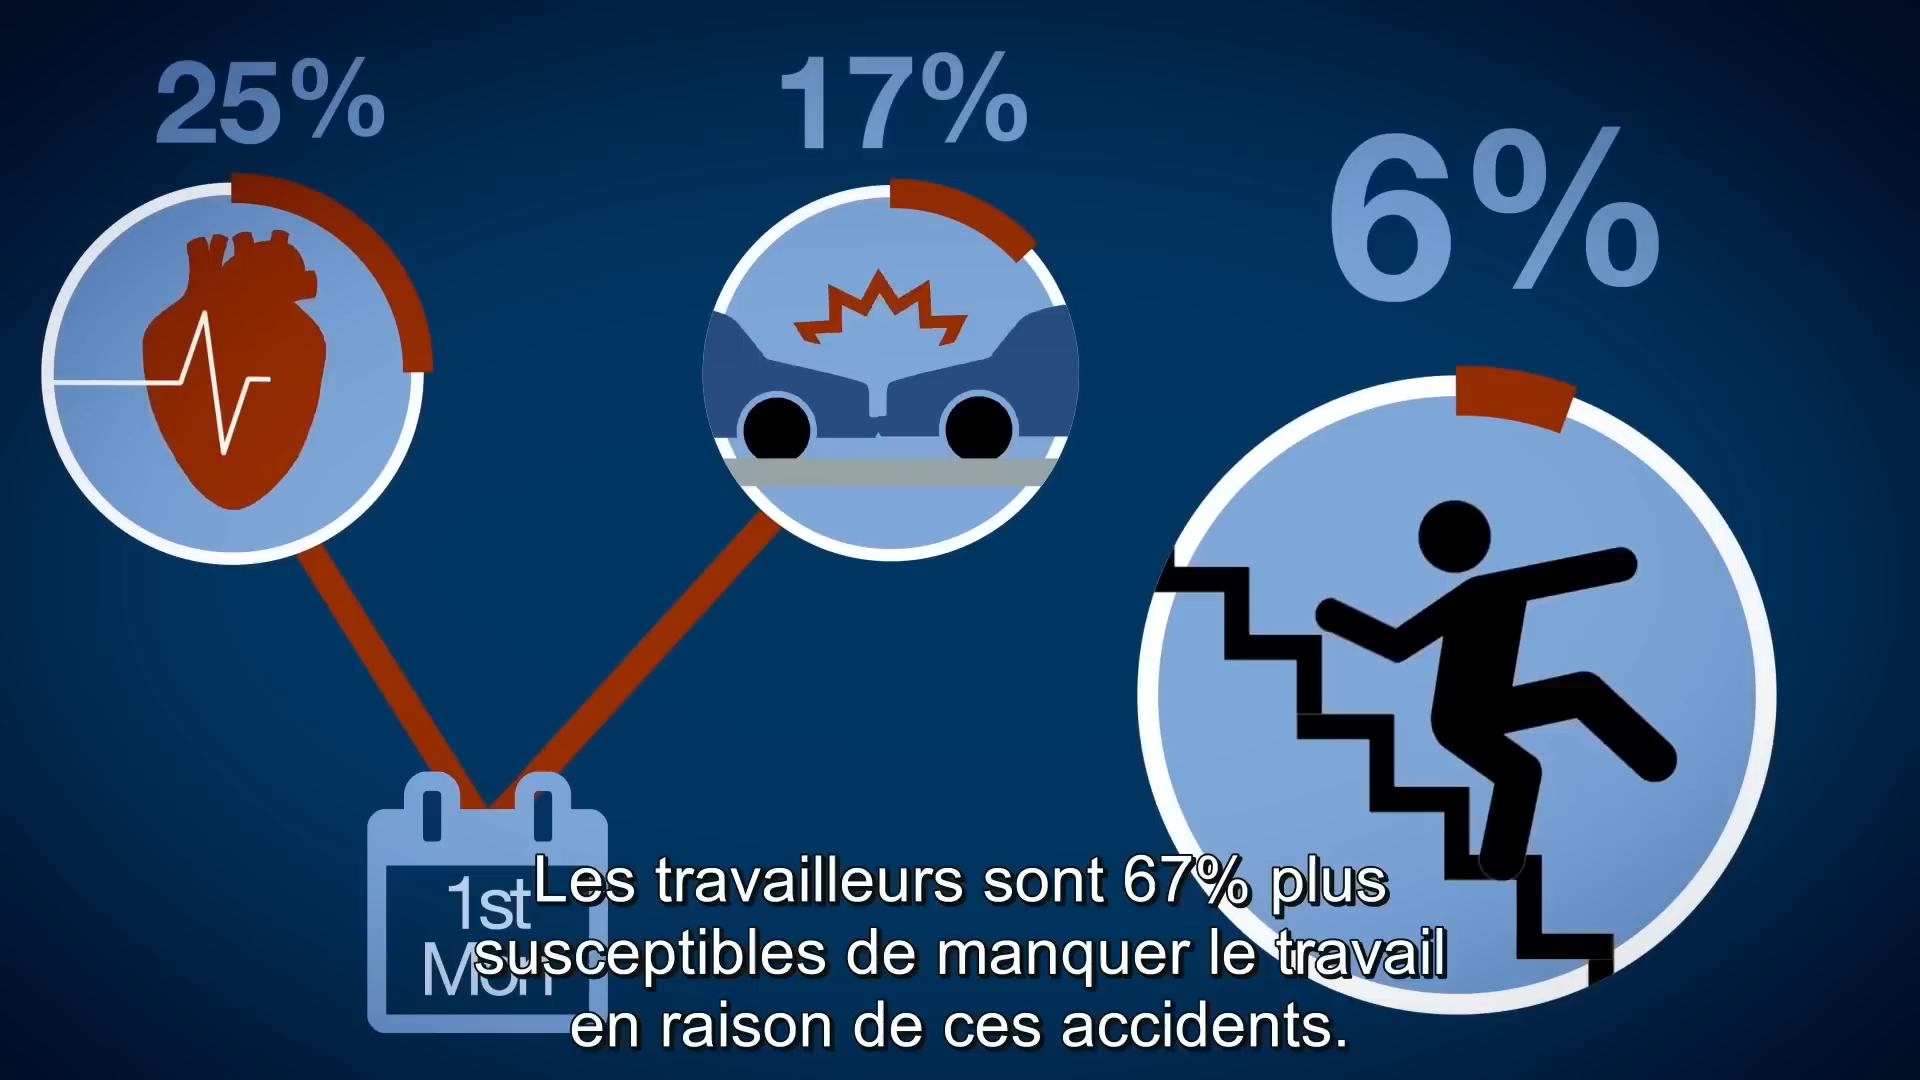 25%
17%
6%
1st
Mon
Les travailleurs sont 67% plus
susceptibles de manquer le travail
en raison de ces accidents.